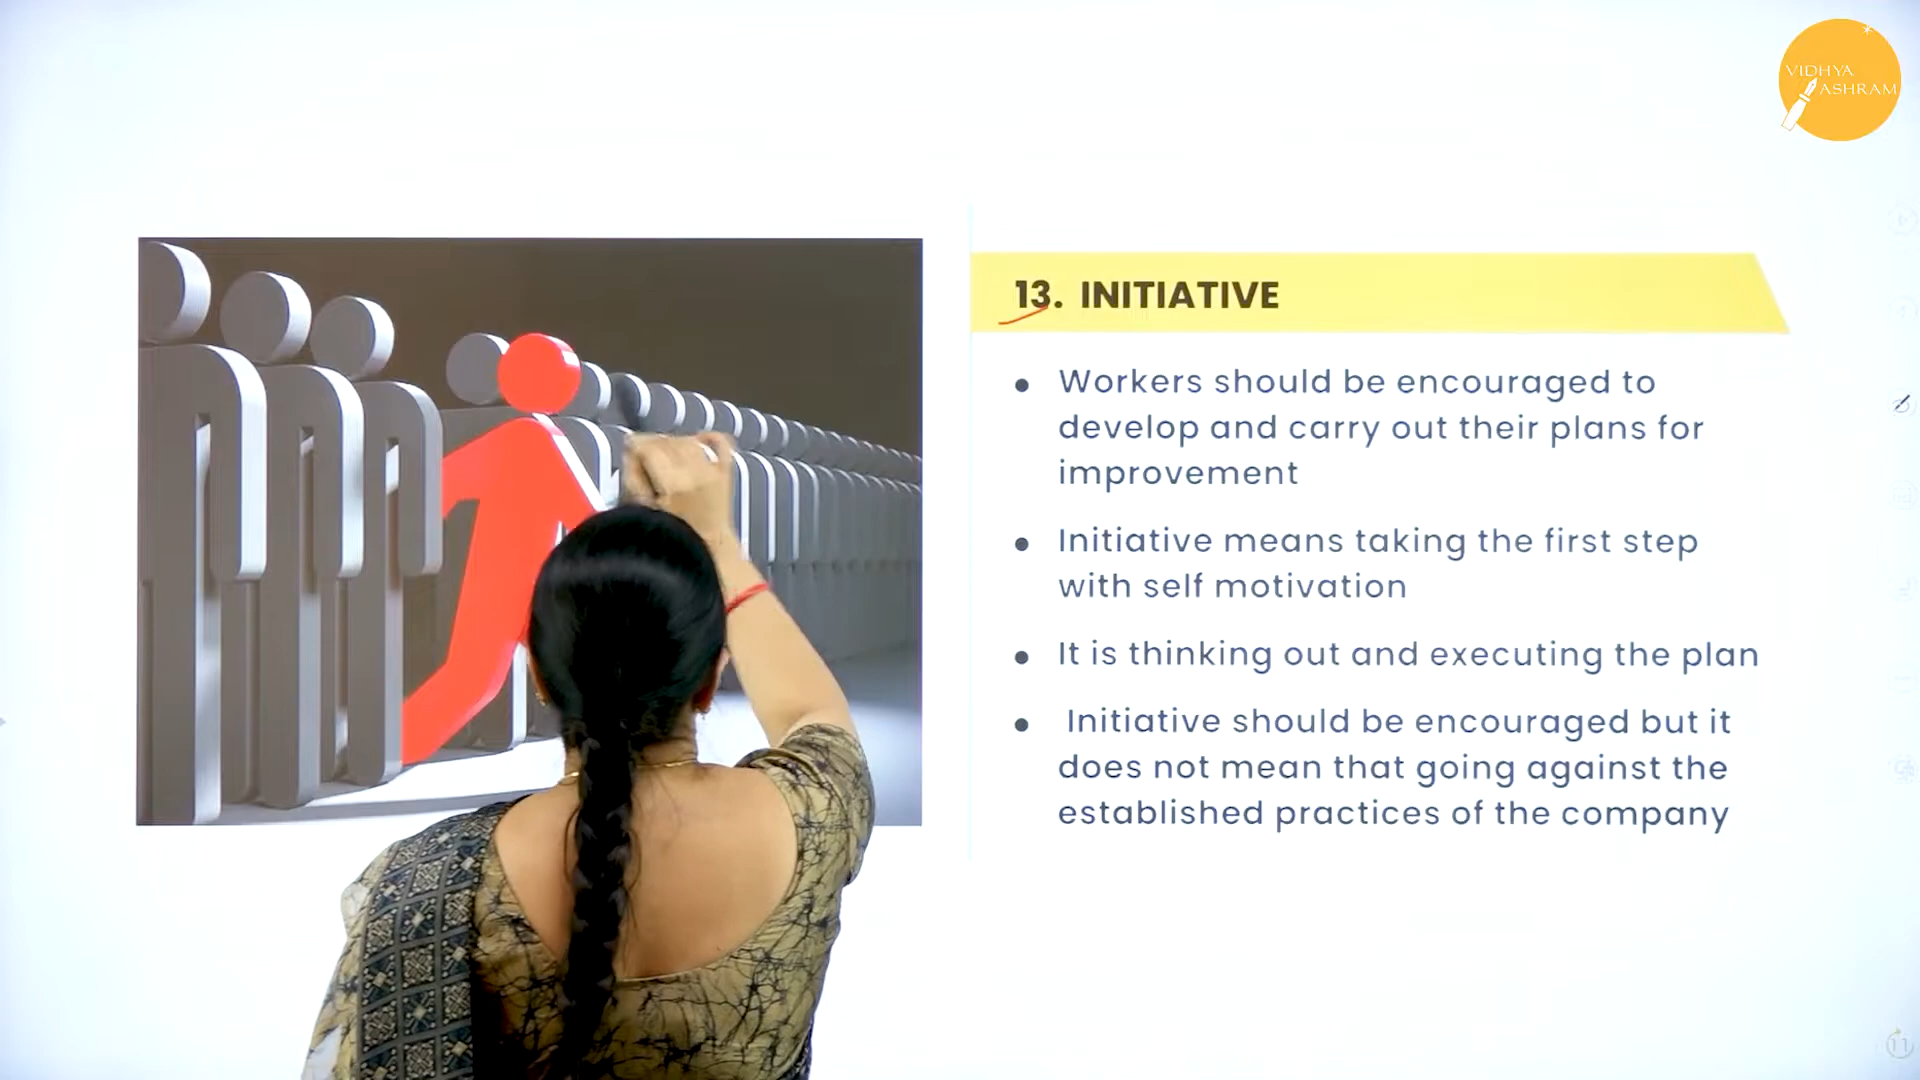 VIDHYA
ASHRAM
13. INITIATIVE
• Workers should be encouraged to
develop and carry out their plans for
improvement
• Initiative means taking the first step
with self motivation
• It is thinking out and executing the plan
• Initiative should be encouraged but it
does not mean that going against the
established practices of the company
11